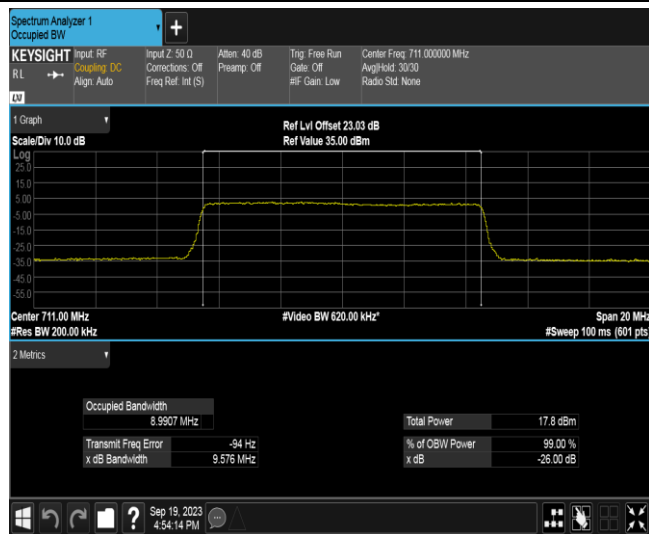 Spectrum Analyzer 1
Occupied BW
+
KEYSIGHT
RL
Input: RF
Coupling: DC
Align: Auto
Input Z: 50 Ω
Corrections: Off
Freq Ref: Int (S)
Atten: 40 dB
Preamp: Off
Trig: Free Run
Gate: Off
#IF Gain: Low
Center Freq: 711.000000 MHz
Avg|Hold: 30/30
Radio Std: None
LXI
1 Graph
Scale/Div 10.0 dB
Ref Lvl Offset 23.03 dB
Ref Value 35.00 dBm
Log
25.0
15.0
5.00
-5.00
-15.0
-25.0
-35.0
-45.0
-55.0
Center 711.00 MHz
#Video BW 620.00 kHz*
Span 20 MHz
#Res BW 200.00 kHz
#Sweep 100 ms (601 pts)
2 Metrics
Occupied Bandwidth
8.9907 MHz
Total Power 17.8 dBm
Transmit Freq Error -94 Hz
% of OBW Power 99.00 %
x dB Bandwidth 9.576 MHz
x dB -26.00 dB
?
Sep 19, 2023
4:54:14 PM